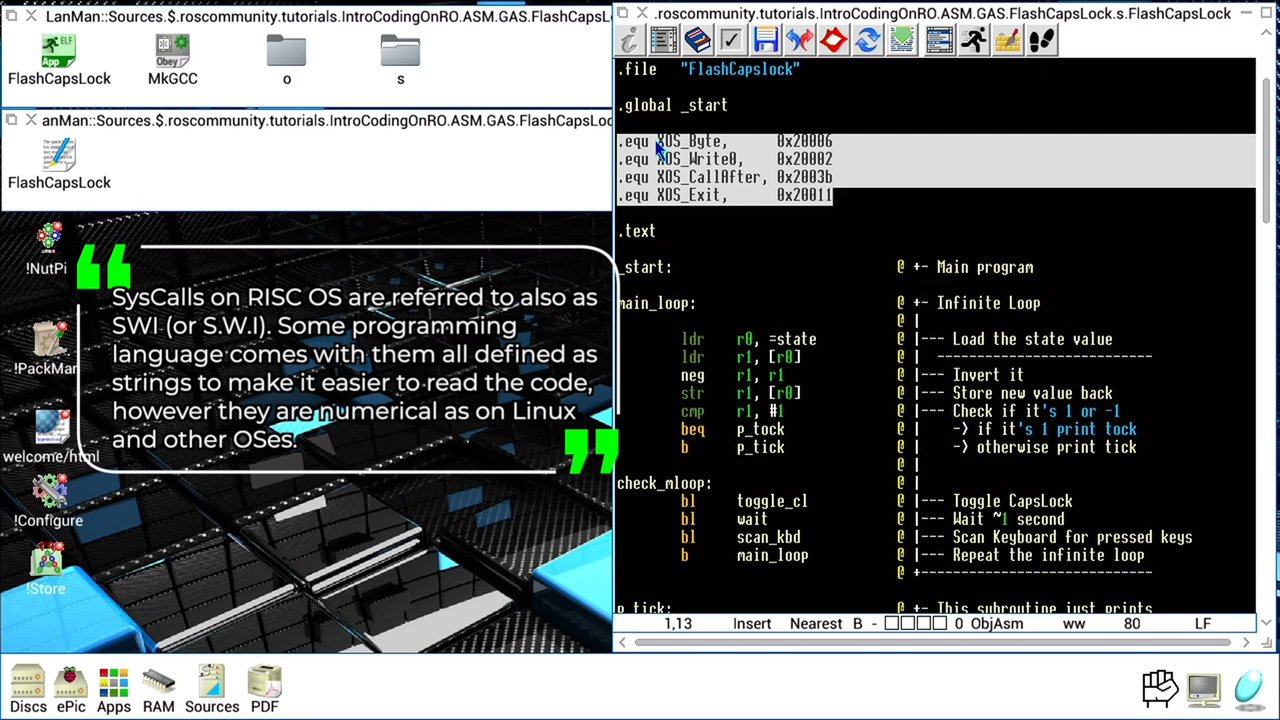 LanMan::Sources.$.roscommunity.tutorials.IntroCodingOnRO.ASM.GAS.FlashCapsL
FlashCapsLock
MkGCC
o
s
anMan::Sources.$.roscommunity.tutorials.IntroCodingOnRO.ASM.GAS.FlashCapsLo
FlashCapsLock
!NutPi
!PackMan
welcome/html
!Configure
!Store
SysCalls on RISC OS are referred to also as
SWI (or S.W.I). Some programming
language comes with them all defined as
strings to make it easier to read the code,
however they are numerical as on Linux
and other OSes.
.roscommunity.tutorials.IntroCodingOnRO.ASM.GAS.FlashCapsLock.s.FlashCapsLock
.file "FlashCapslock"
.global _start
.equ XOS_Byte, 0x20006
.equ XOS_Write0, 0x20002
.equ XOS_CallAfter, 0x2003b
.equ XOS_Exit, 0x20011
.text
_start: @ +- Main program
main_loop: @ +- Infinite Loop
@ |
ldr r0, =state @ |--- Load the state value
ldr r1, [r0] @ | ---------------------------
neg r1, r1 @ |--- Invert it
str r1, [r0] @ |--- Store new value back
cmp r1, #1 @ |--- Check if it's 1 or -1
beq p_tock @ | -> if it's 1 print tock
b p_tick @ | -> otherwise print tick
@ |
check_mloop: @ |
bl toggle_cl @ |--- Toggle CapsLock
bl wait @ |--- Wait ~1 second
bl scan_kbd @ |--- Scan Keyboard for pressed keys
b main_loop @ |--- Repeat the infinite loop
@ +-----------------------------
p_tick: @ +- This subroutine just prints
1,13 Insert Nearest B - 0 ObjAsm ww 80 LF
Discs
ePic
Apps
RAM
Sources
PDF